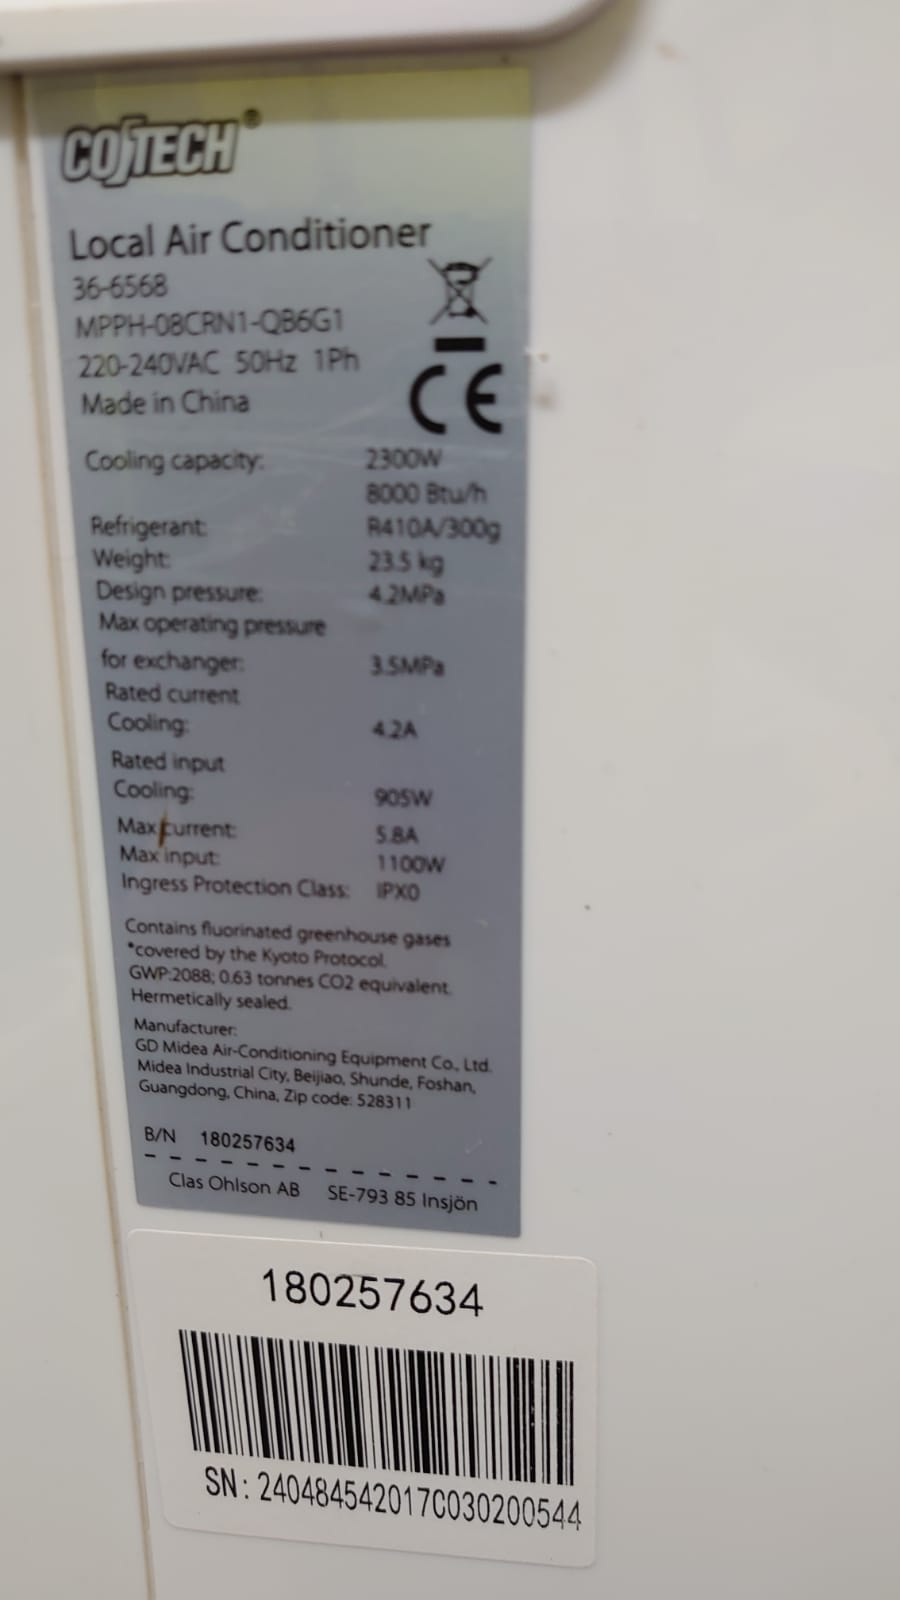 COTECH®
Local Air Conditioner
36-6568
MPPH-08CRN1-QB6G1
220-240VAC 50Hz 1Ph
Made in China
CE
Cooling capacity: 2300W
8000 Btu/h
Refrigerant: R410A/300g
Weight: 23.5 kg
Design pressure: 4.2MPa
Max operating pressure
for exchanger: 3.5MPa
Rated current
Cooling: 4.2A
Rated input
Cooling: 905W
Max current: 5.8A
Max input: 1100W
Ingress Protection Class: IPX0
Contains fluorinated greenhouse gases
*covered by the Kyoto Protocol.
GWP:2088; 0.63 tonnes CO2 equivalent.
Hermetically sealed.
Manufacturer:
GD Midea Air-Conditioning Equipment Co., Ltd.
Midea Industrial City, Beijiao, Shunde, Foshan,
Guangdong, China, Zip code: 528311
B/N 180257634
Clas Ohlson AB SE-793 85 Insjön
180257634
SN: 240484542017C030200544